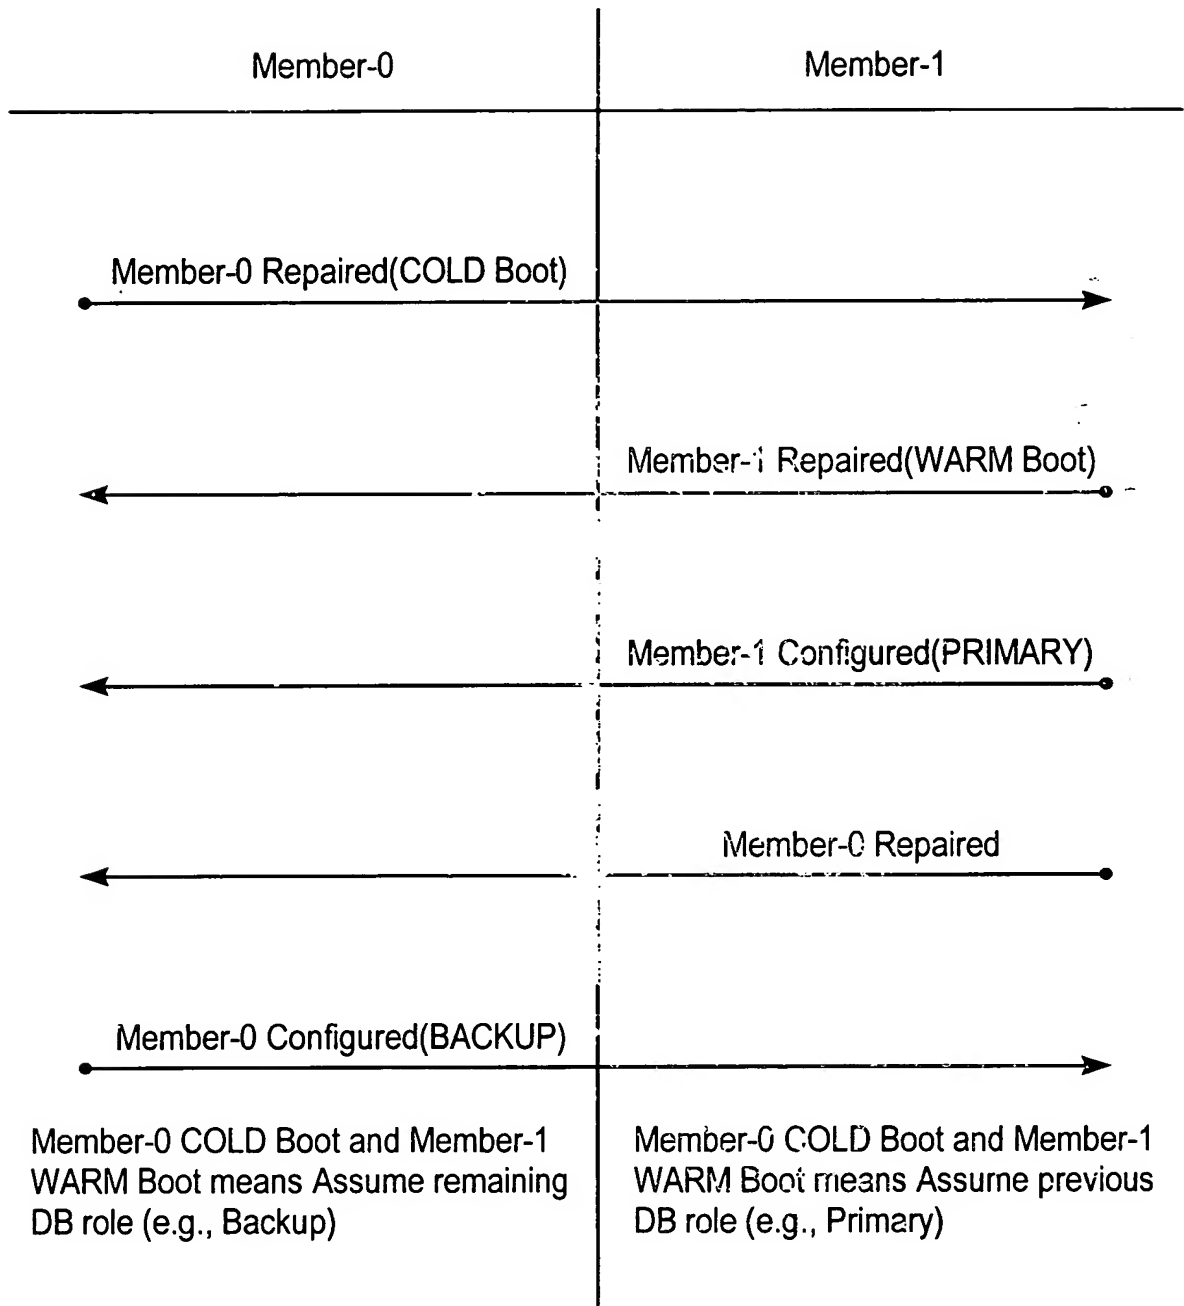 Member-0
Member-1
Member-0 Repaired(COLD Boot)
Member-1 Repaired(WARM Boot)
Member-1 Configured(PRIMARY)
Member-0 Repaired
Member-0 Configured(BACKUP)
Member-0 COLD Boot and Member-1
WARM Boot means Assume remaining
DB role (e.g., Backup)
Member-0 COLD Boot and Member-1
WARM Boot means Assume previous
DB role (e.g., Primary)